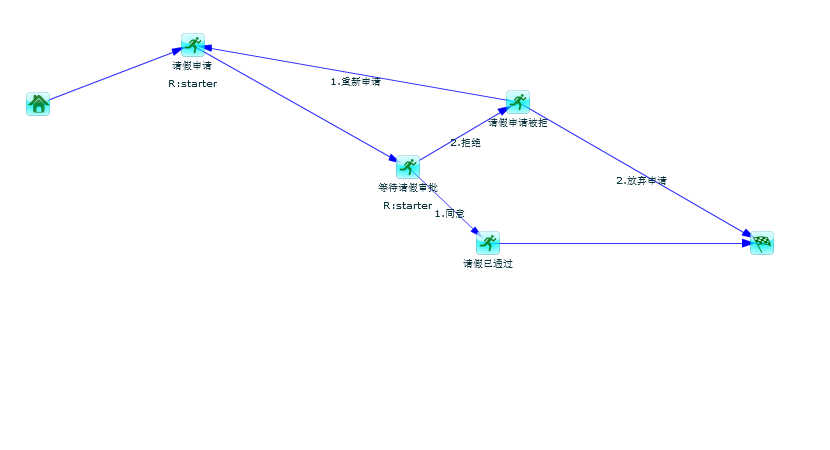 请假申请
R:starter
1.重新申请
请假申请被拒
2.拒绝
等待请假审批
R:starter
1.同意
2.放弃申请
请假已通过